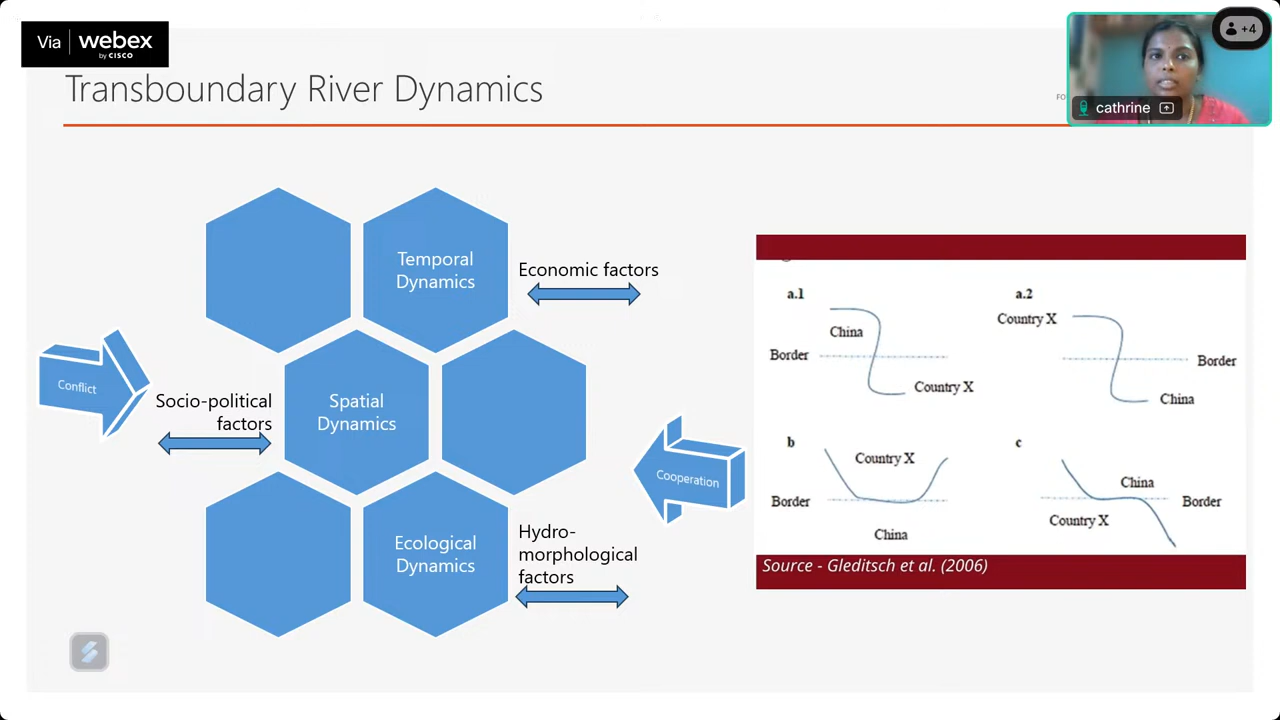 Via webex
by CISCO
+4
cathrine
Transboundary River Dynamics
FO
Temporal
Dynamics
Economic factors
Conflict
Socio-political
factors
Spatial
Dynamics
Cooperation
Ecological
Dynamics
Hydro-
morphological
factors
a.1
China
Border
Country X
a.2
Country X
Border
China
b
Country X
Border
China
c
China
Border
Country X
Source - Gleditsch et al. (2006)